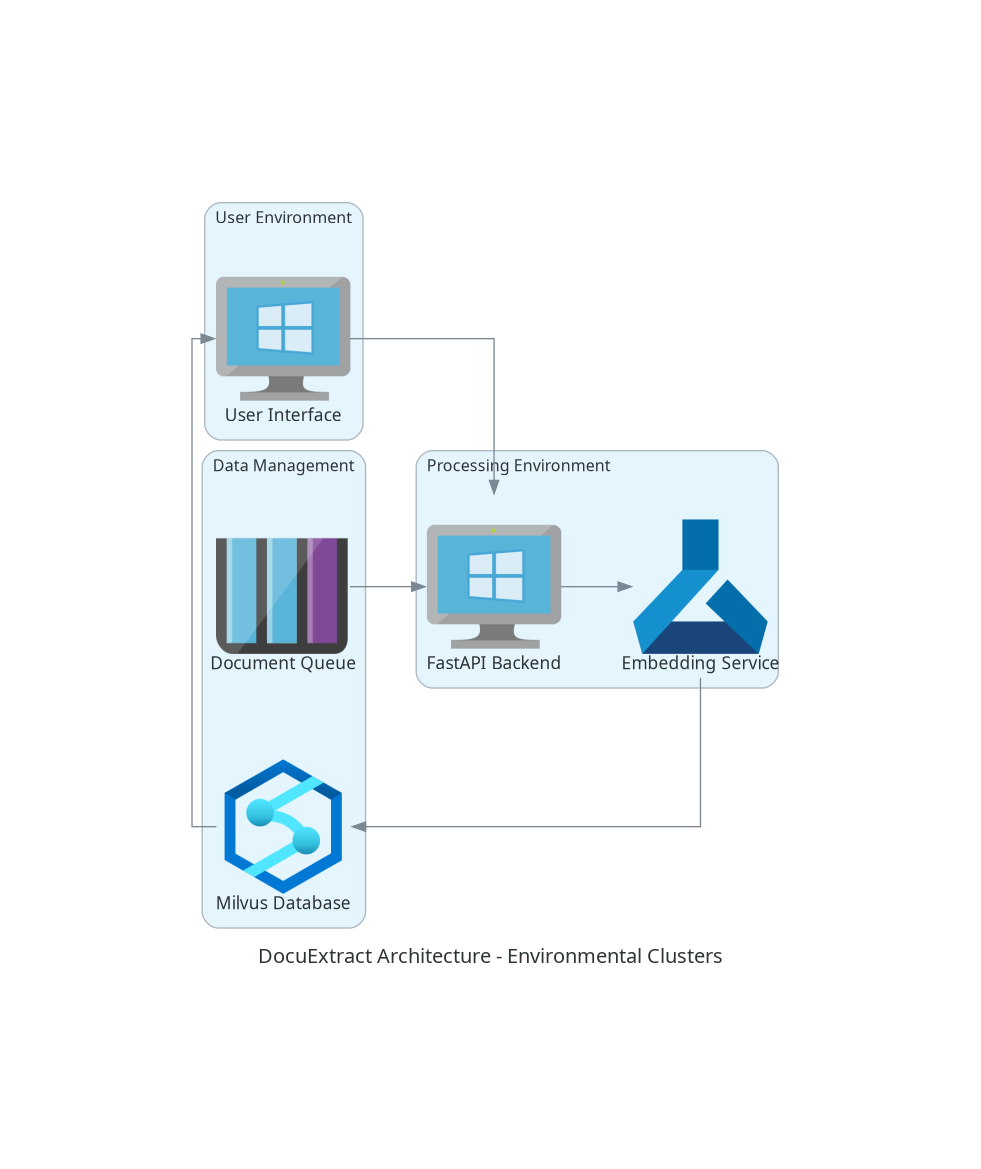 User Environment
User Interface
Data Management
Document Queue
Processing Environment
FastAPI Backend
Embedding Service
Milvus Database
DocuExtract Architecture - Environmental Clusters